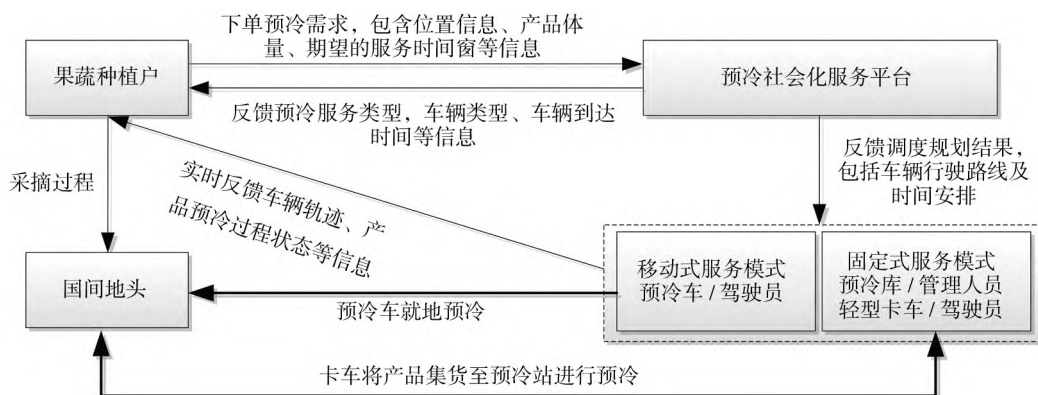 下单预冷需求，包含位置信息、产品体
量、期望的服务时间窗等信息
果蔬种植户
预冷社会化服务平台
反馈预冷服务类型，车辆类型、车辆到达
时间等信息
采摘过程
实时反馈车辆轨迹、产
品预冷过程状态等信息
反馈调度规划结果，
包括车辆行驶路线及
时间安排
国间地头
预冷车就地预冷
移动式服务模式
预冷车 / 驾驶员
固定式服务模式
预冷库 / 管理人员
轻型卡车 / 驾驶员
卡车将产品集货至预冷站进行预冷